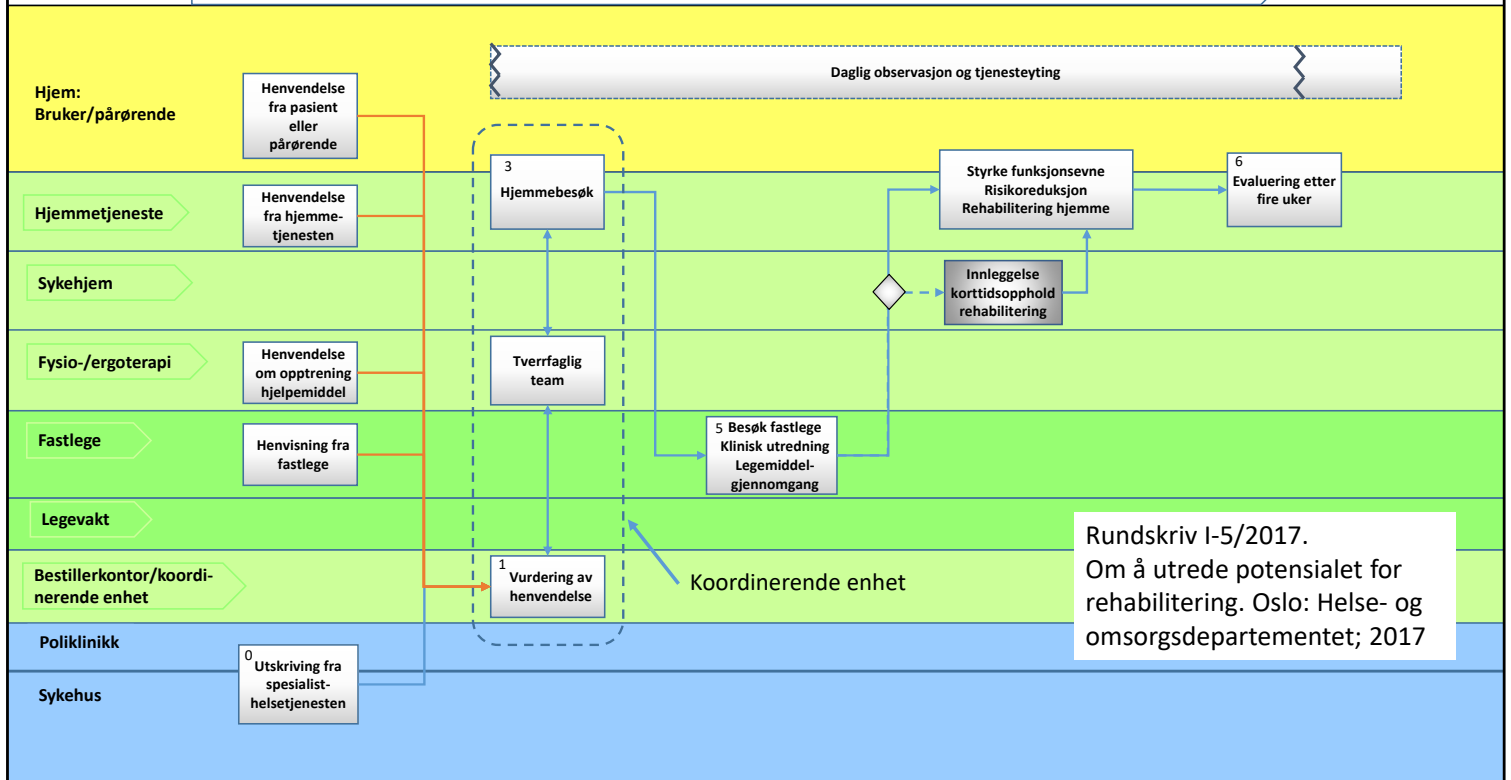 Daglig observasjon og tjenesteyting
Hjem:
Bruker/pårørende
Henvendelse
fra pasient
eller
pårørende
3
Hjemmebesøk
Styrke funksjonsevne
Risikoreduksjon
Rehabilitering hjemme
6
Evaluering etter
fire uker
Hjemmetjeneste
Henvendelse
fra hjemme-
tjenesten
Sykehjem
Innleggelse
korttidsopphold
rehabilitering
Fysio-/ergoterapi
Henvendelse
om opptrening
hjelpemiddel
Tverrfaglig
team
Fastlege
Henvisning fra
fastlege
5 Besøk fastlege
Klinisk utredning
Legemiddel-
gjennomgang
Legevakt
Bestillerkontor/koordi-
nerende enhet
1
Vurdering av
henvendelse
Koordinerende enhet
Rundskriv I-5/2017.
Om å utrede potensialet for
rehabilitering. Oslo: Helse- og
omsorgsdepartementet; 2017
Poliklinikk
0
Utskriving fra
spesialist-
helsetjenesten
Sykehus